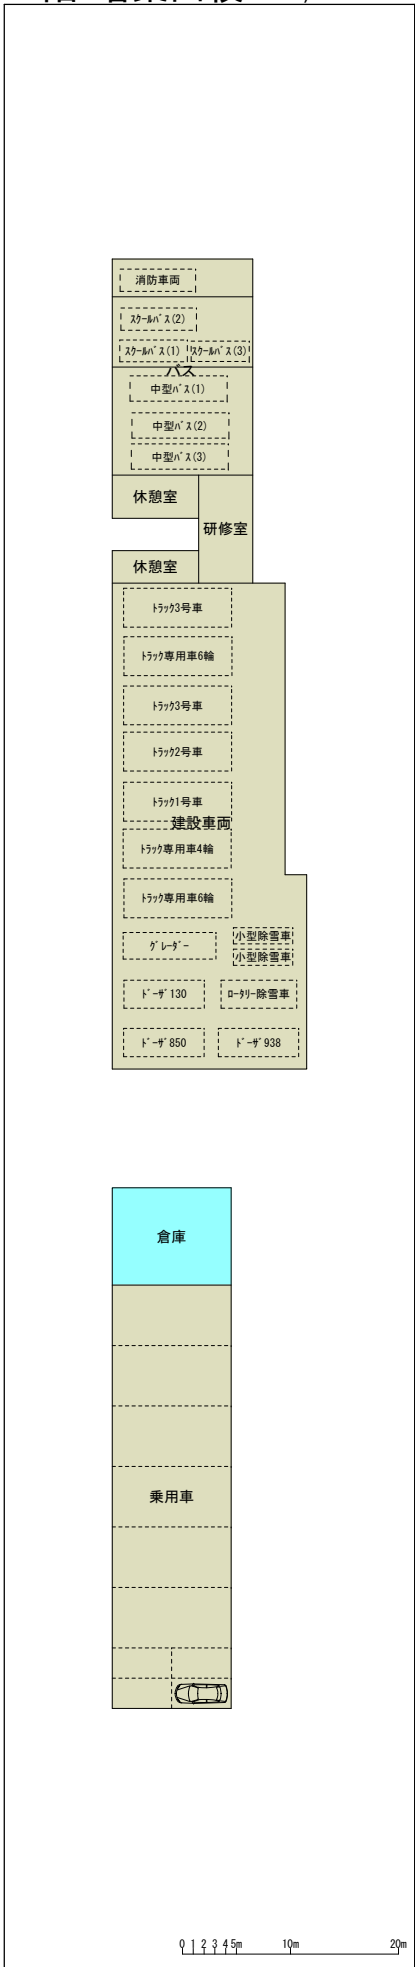 消防車両
スクールバス(2)
スクールバス(1) スクールバス(3)
バス
中型バス(1)
中型バス(2)
中型バス(3)
休憩室
研修室
休憩室
トラック3号車
トラック専用車6輪
トラック3号車
トラック2号車
トラック1号車
建設車両
トラック専用車4輪
トラック専用車6輪
グレーダー 小型除雪車
小型除雪車
ドーザ130 ロータリー除雪車
ドーザ850 ドーザ938
倉庫
乗用車
0 1 2 3 4 5m 10m 20m